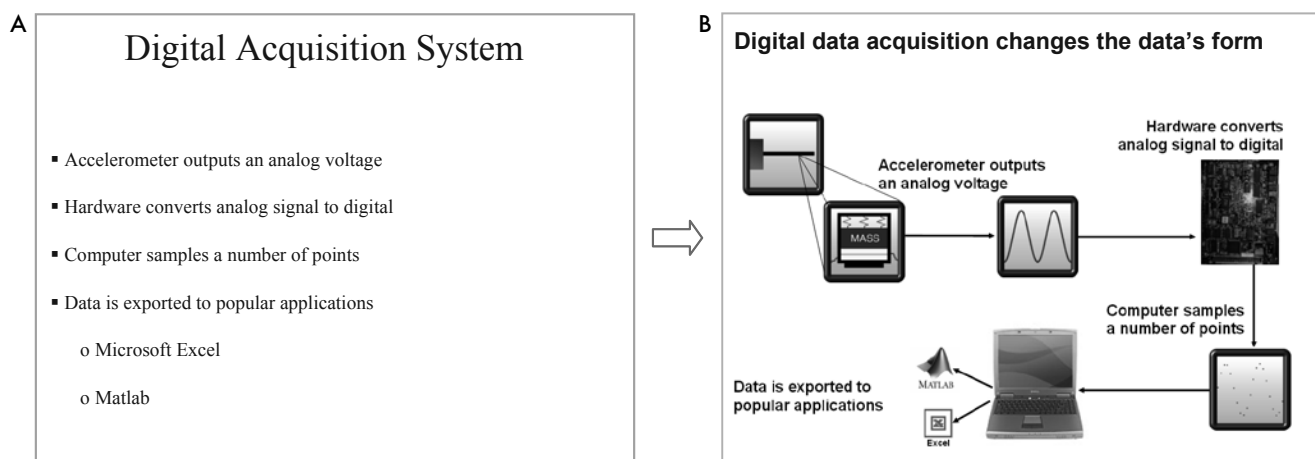 A
Digital Acquisition System
▪ Accelerometer outputs an analog voltage
▪ Hardware converts analog signal to digital
▪ Computer samples a number of points
▪ Data is exported to popular applications
o Microsoft Excel
o Matlab
B
Digital data acquisition changes the data's form
MASS
Accelerometer outputs
an analog voltage
Hardware converts
analog signal to digital
Computer samples
a number of points
Data is exported to
popular applications
MATLAB
Excel